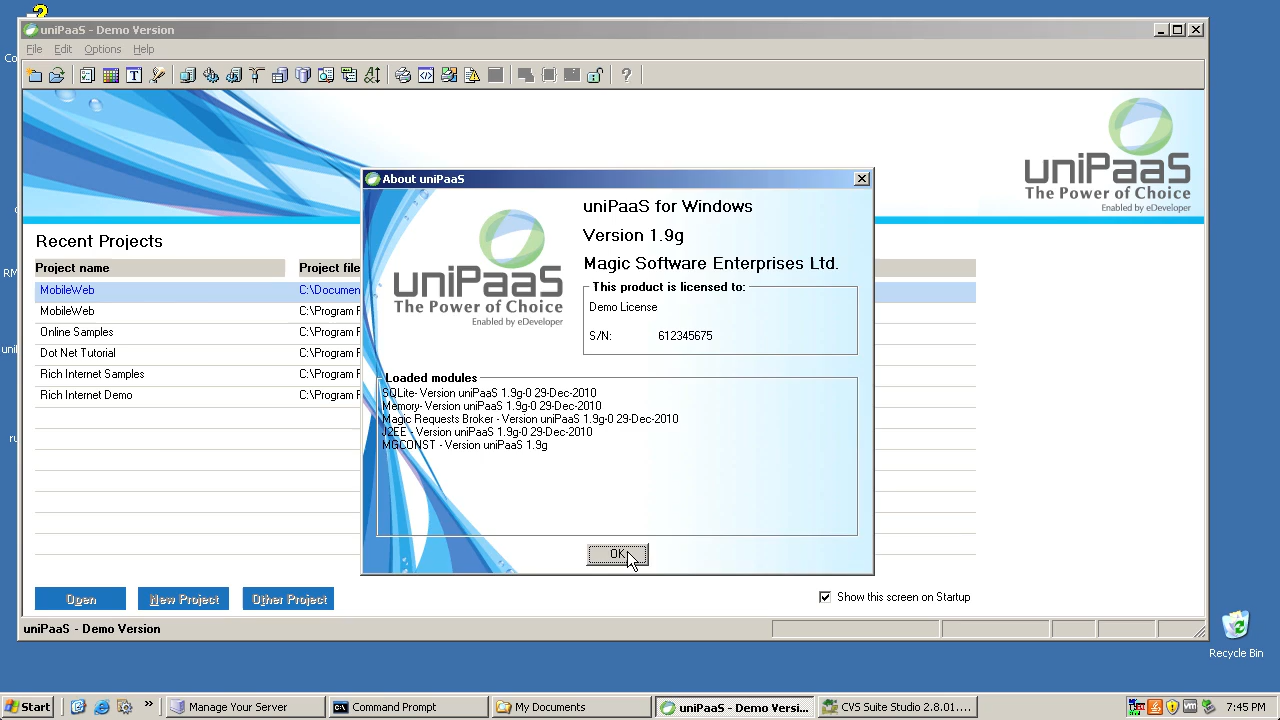 uniPaaS - Demo Version
File Edit Options Help
uniPaaS
The Power of Choice
Enabled by eDeveloper
About uniPaaS
uniPaaS
The Power of Choice
Enabled by eDeveloper
uniPaaS for Windows
Version 1.9g
Magic Software Enterprises Ltd.
This product is licensed to:
Demo License
S/N: 612345675
Loaded modules
SQLite- Version uniPaaS 1.9g-0 29-Dec-2010
Memory- Version uniPaaS 1.9g-0 29-Dec-2010
Magic Requests Broker - Version uniPaaS 1.9g-0 29-Dec-2010
J2EE - Version uniPaaS 1.9g-0 29-Dec-2010
MGCONST - Version uniPaaS 1.9g
OK
Recent Projects
Project name Project file
MobileWeb C:\Documen
MobileWeb C:\Program F
Online Samples C:\Program F
Dot Net Tutorial C:\Program F
Rich Internet Samples C:\Program F
Rich Internet Demo C:\Program F
Open New Project Other Project
Show this screen on Startup
uniPaaS - Demo Version
Recycle Bin
Start Manage Your Server Command Prompt My Documents uniPaaS - Demo Versi... CVS Suite Studio 2.8.01.... 7:45 PM